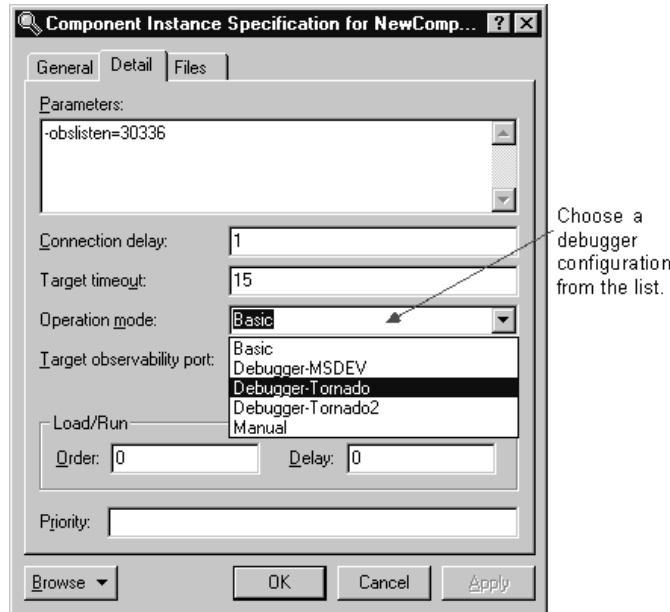 Component Instance Specification for NewComp...
General Detail Files
Parameters:
-obslisten=30336
Connection delay: 1
Target timeout: 15
Operation mode: Basic
Target observability port:
Basic
Debugger-MSDEV
Debugger-Tornado
Debugger-Tornado2
Manual
Load/Run
Order: 0 Delay: 0
Priority:
Browse OK Cancel Apply
Choose a
debugger
configuration
from the list.